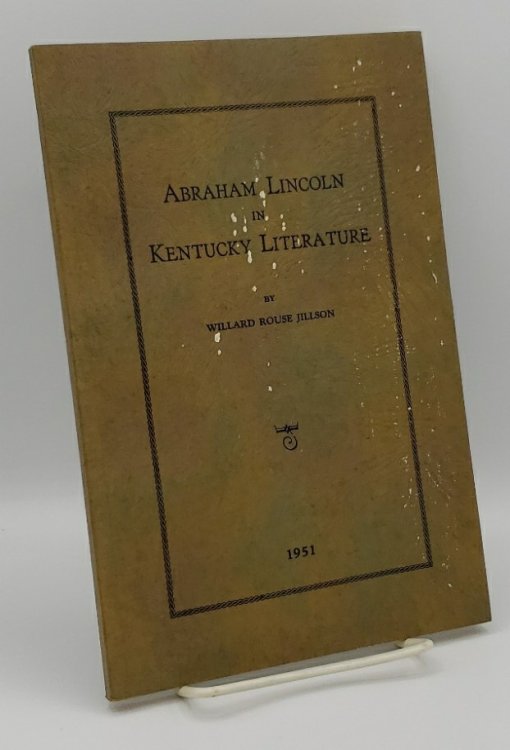 ABRAHAM LINCOLN
IN
KENTUCKY LITERATURE
BY
WILLARD ROUSE JILLSON
1951